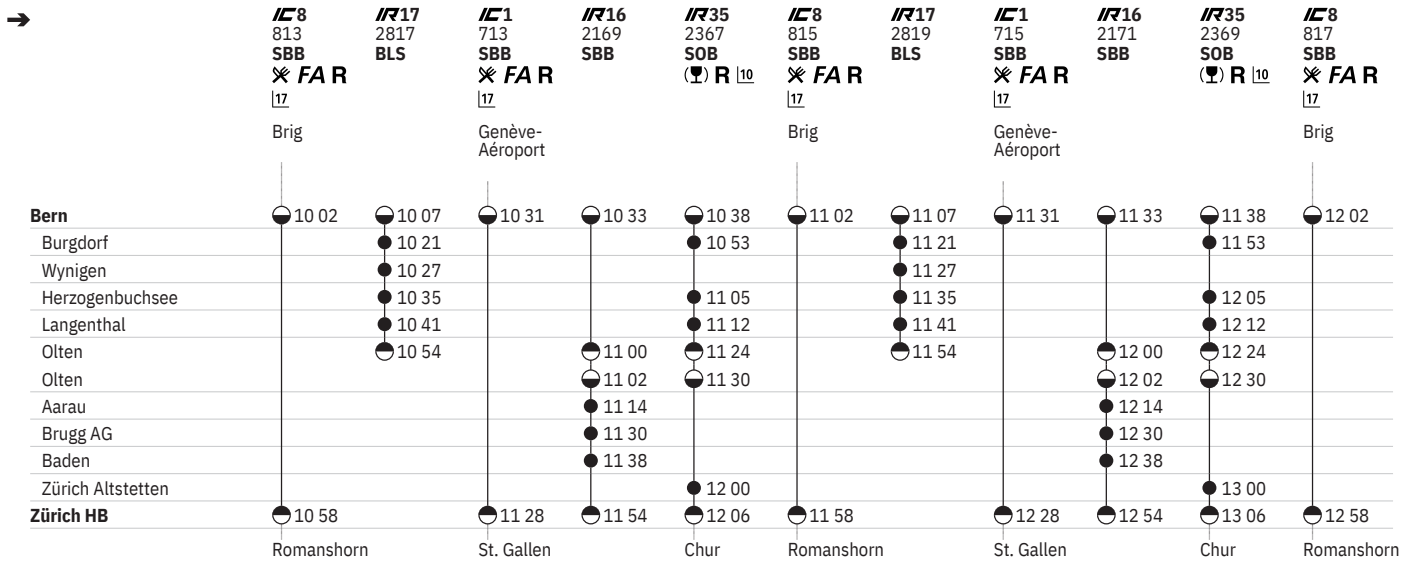 ➔ IC8 IR17 IC1 IR16 IR35 IC8 IR17 IC1 IR16 IR35 IC8
813 2817 713 2169 2367 815 2819 715 2171 2369 817
SBB BLS SBB SBB SOB SBB BLS SBB SBB SOB SBB
FA R FA R R 10 FA R FA R R 10 FA R
17 17 17 17 17
Brig Genève- Brig Genève- Brig
Aéroport Aéroport
Bern 10 02 10 07 10 31 10 33 10 38 11 02 11 07 11 31 11 33 11 38 12 02
Burgdorf 10 21 10 53 11 21 11 53
Wynigen 10 27 11 27
Herzogenbuchsee 10 35 11 05 11 35 12 05
Langenthal 10 41 11 12 11 41 12 12
Olten 10 54 11 00 11 24 11 54 12 00 12 24
Olten 11 02 11 30 12 02 12 30
Aarau 11 14 12 14
Brugg AG 11 30 12 30
Baden 11 38 12 38
Zürich Altstetten 12 00 13 00
Zürich HB 10 58 11 28 11 54 12 06 11 58 12 28 12 54 13 06 12 58
Romanshorn St. Gallen Chur Romanshorn St. Gallen Chur Romanshorn